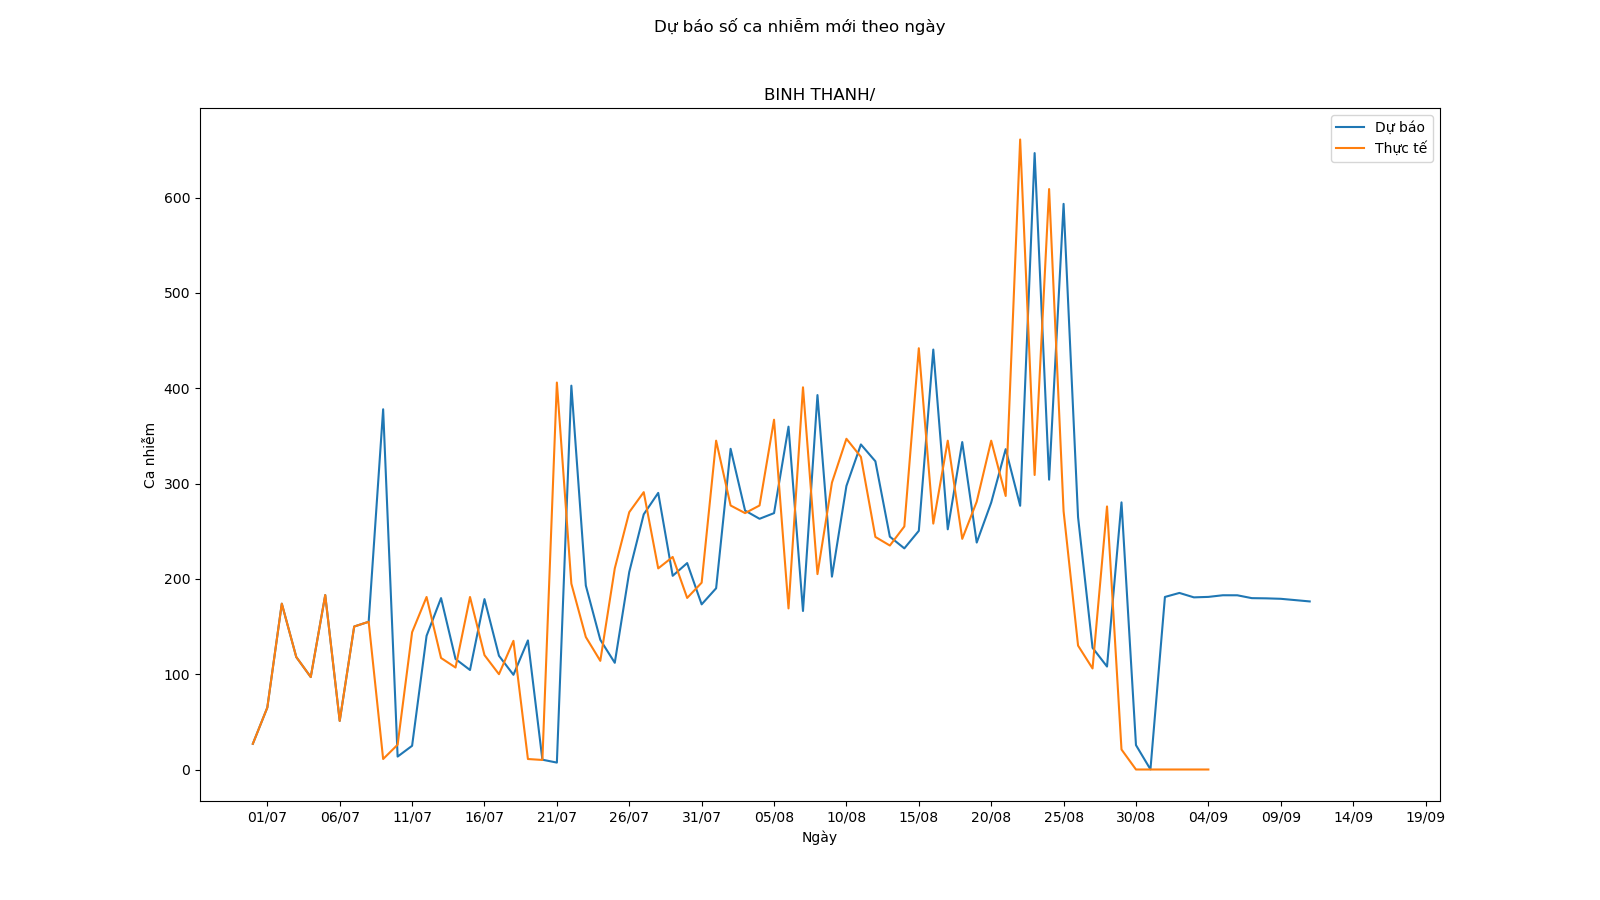 Dự báo số ca nhiễm mới theo ngày
BINH THANH/
Dự báo
Thực tế
600
500
400
300
200
100
0
Ca nhiễm
01/07 06/07 11/07 16/07 21/07 26/07 31/07 05/08 10/08 15/08 20/08 25/08 30/08 04/09 09/09 14/09 19/09
Ngày